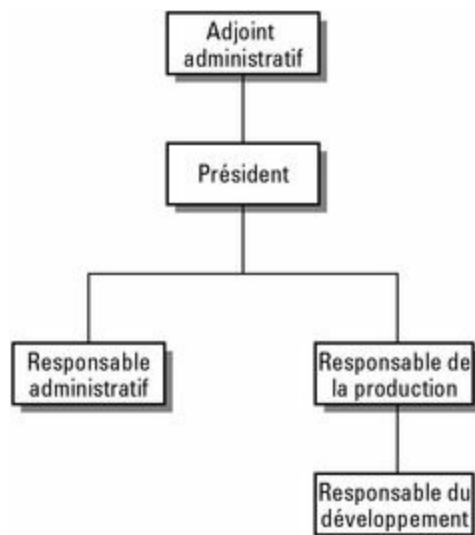 Adjoint
administratif
Président
Responsable
administratif
Responsable de
la production
Responsable du
développement